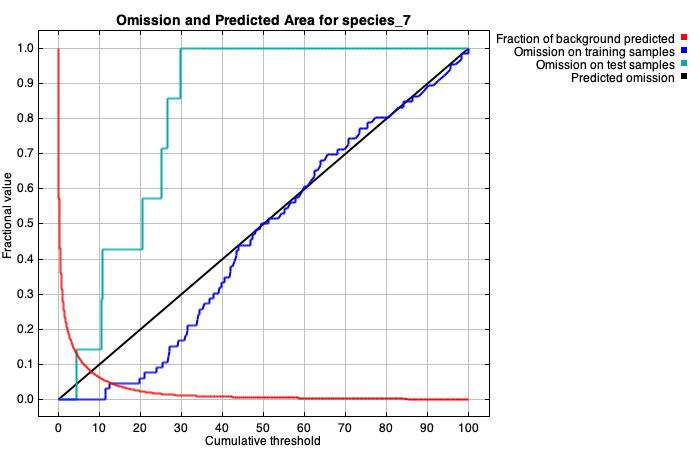 Omission and Predicted Area for species_7
Fraction of background predicted
Omission on training samples
Omission on test samples
Predicted omission
Fractional value
1.0
0.9
0.8
0.7
0.6
0.5
0.4
0.3
0.2
0.1
0.0
0 10 20 30 40 50 60 70 80 90 100
Cumulative threshold